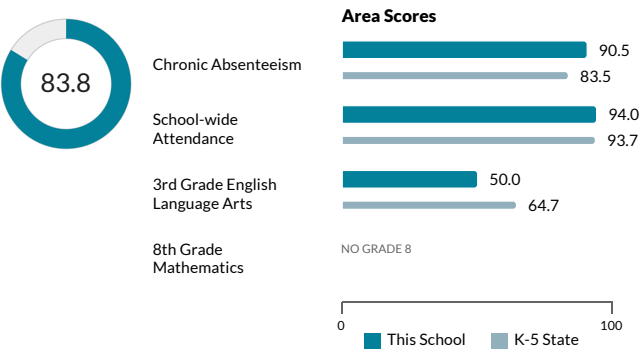 Area Scores
83.8
Chronic Absenteeism
90.5
83.5
School-wide
Attendance
94.0
93.7
3rd Grade English
Language Arts
50.0
64.7
8th Grade
Mathematics
NO GRADE 8
0 100
This School K-5 State